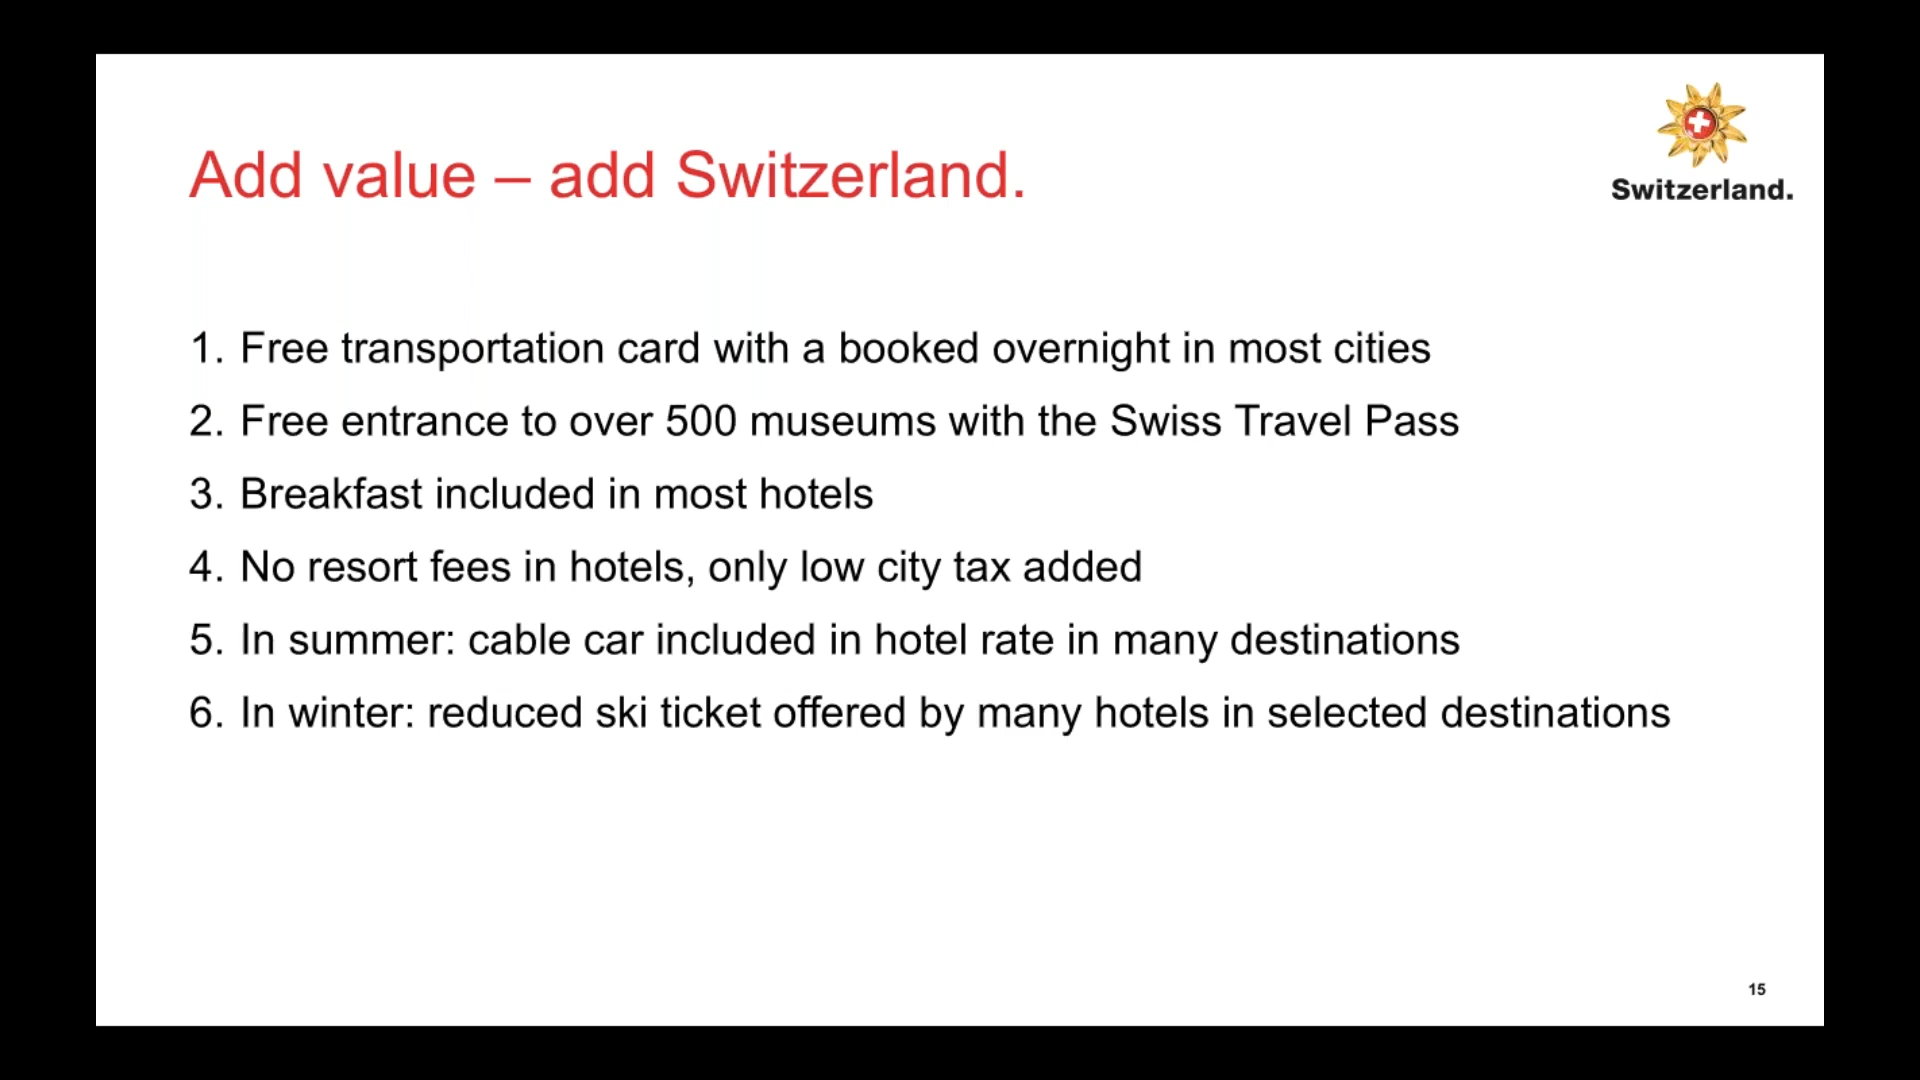 Add value – add Switzerland.
Switzerland.
1. Free transportation card with a booked overnight in most cities
2. Free entrance to over 500 museums with the Swiss Travel Pass
3. Breakfast included in most hotels
4. No resort fees in hotels, only low city tax added
5. In summer: cable car included in hotel rate in many destinations
6. In winter: reduced ski ticket offered by many hotels in selected destinations
15